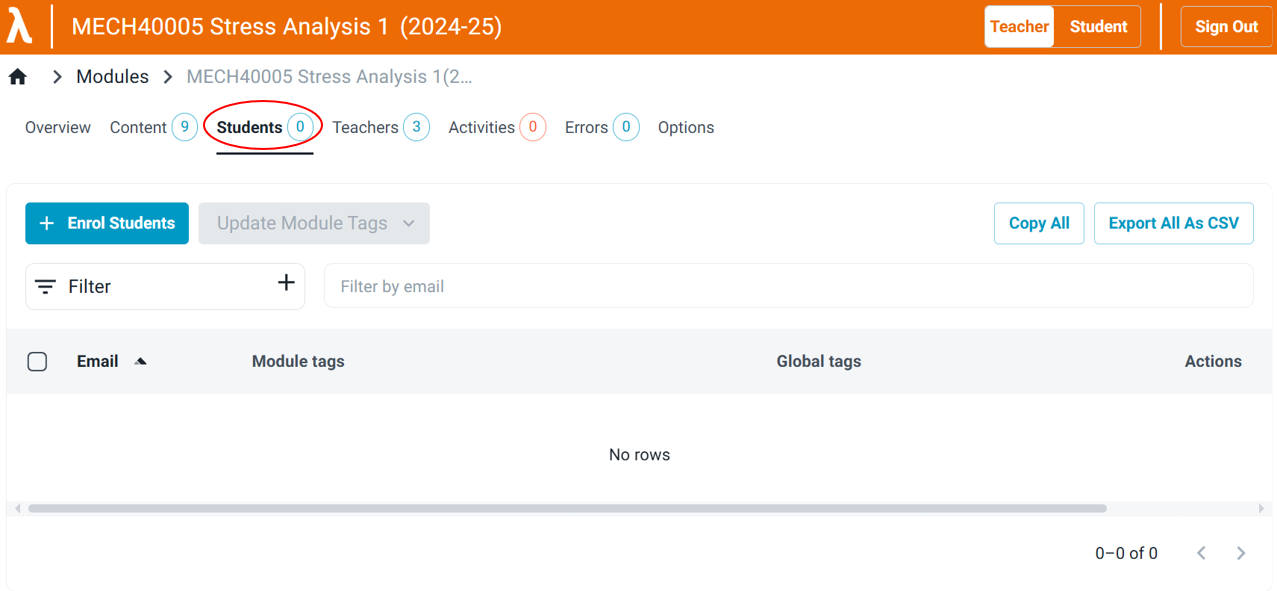 λ MECH40005 Stress Analysis 1 (2024-25) Teacher Student Sign Out
Modules MECH40005 Stress Analysis 1(2...
Overview Content 9 Students 0 Teachers 3 Activities 0 Errors 0 Options
+ Enrol Students Update Module Tags Copy All Export All As CSV
Filter + Filter by email
Email Module tags Global tags Actions
No rows
0–0 of 0